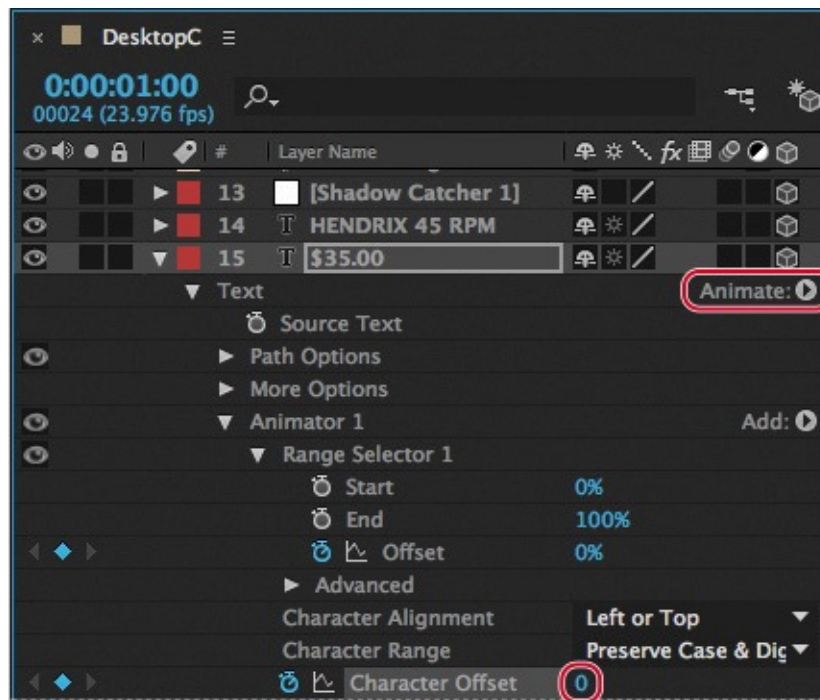 × DesktopC ≡
0:00:01:00
00024 (23.976 fps)
# Layer Name fx
13 [Shadow Catcher 1]
14 T HENDRIX 45 RPM
15 T $35.00
Text Animate:
Source Text
Path Options
More Options
Animator 1 Add:
Range Selector 1
Start 0%
End 100%
Offset 0%
Advanced
Character Alignment Left or Top
Character Range Preserve Case & Dig
Character Offset 0